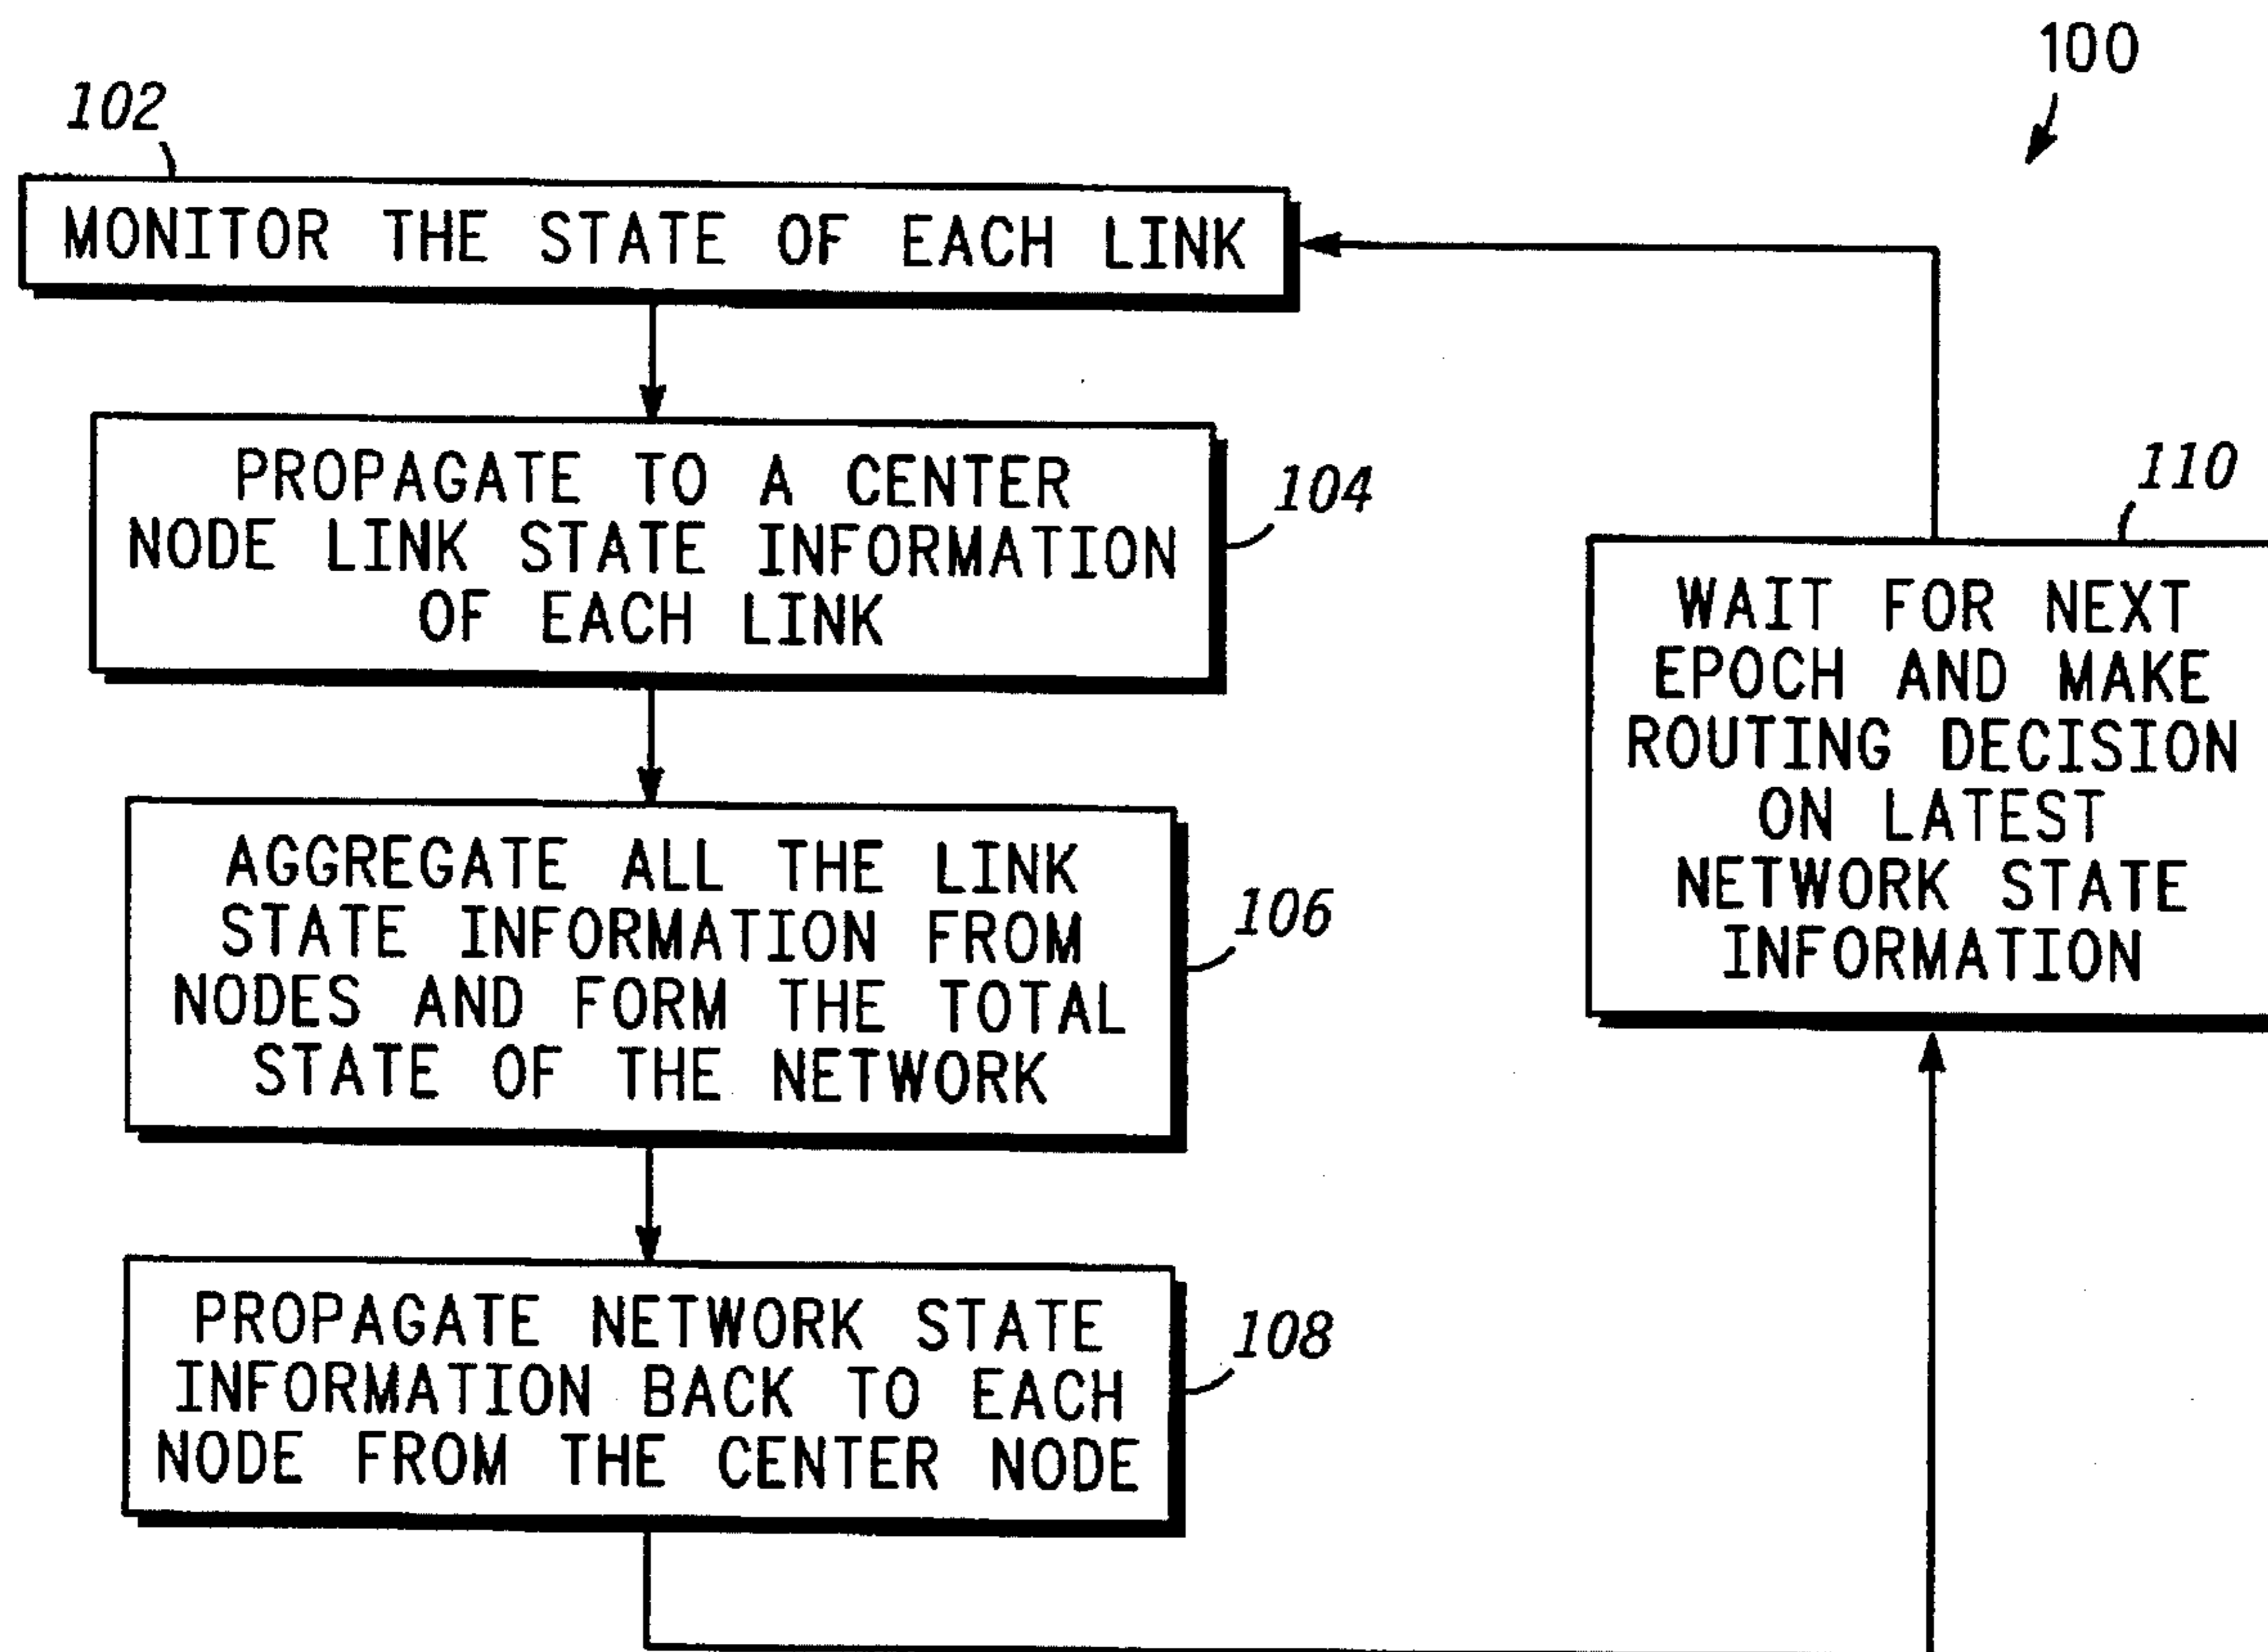 100
102
MONITOR THE STATE OF EACH LINK
PROPAGATE TO A CENTER
NODE LINK STATE INFORMATION
OF EACH LINK
104
AGGREGATE ALL THE LINK
STATE INFORMATION FROM
NODES AND FORM THE TOTAL
STATE OF THE NETWORK
106
PROPAGATE NETWORK STATE
INFORMATION BACK TO EACH
NODE FROM THE CENTER NODE
108
110
WAIT FOR NEXT
EPOCH AND MAKE
ROUTING DECISION
ON LATEST
NETWORK STATE
INFORMATION